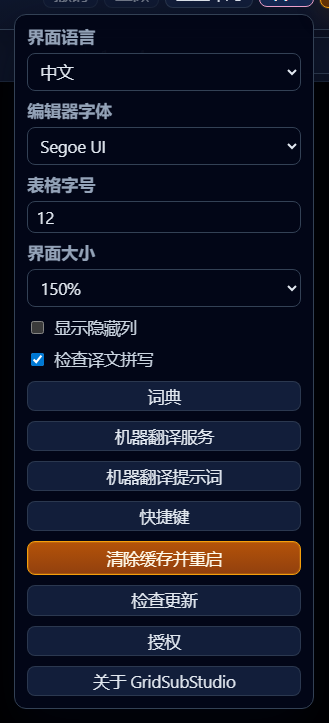 界面语言
中文
编辑器字体
Segoe UI
表格字号
12
界面大小
150%
显示隐藏列
检查译文拼写
词典
机器翻译服务
机器翻译提示词
快捷键
清除缓存并重启
检查更新
授权
关于 GridSubStudio